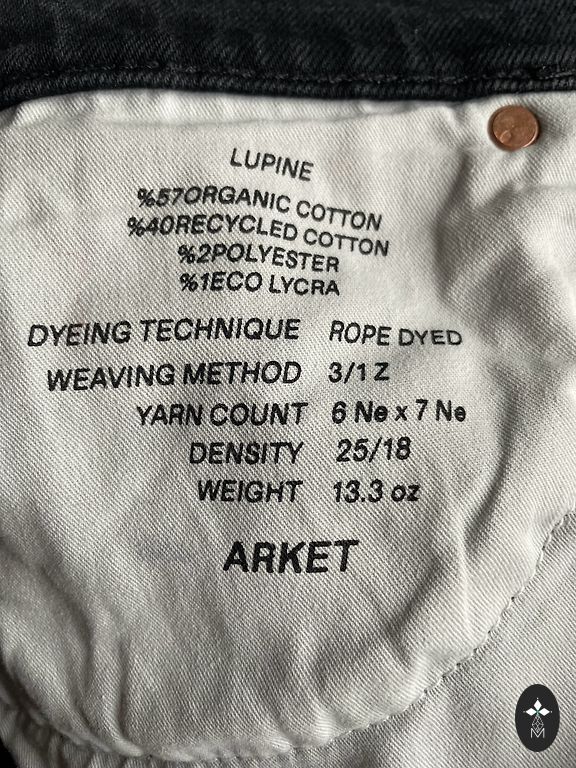 LUPINE
%57ORGANIC COTTON
%40RECYCLED COTTON
%2POLYESTER
%1ECO LYCRA
DYEING TECHNIQUE ROPE DYED
WEAVING METHOD 3/1 Z
YARN COUNT 6 Ne x 7 Ne
DENSITY 25/18
WEIGHT 13.3 oz
ARKET
M